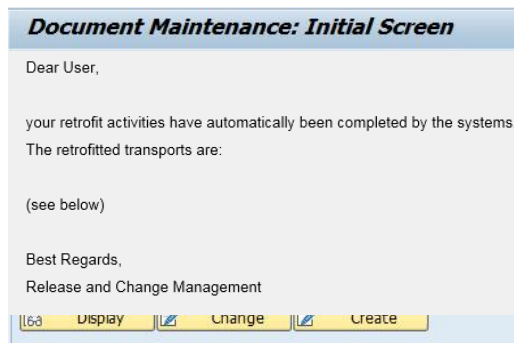 Document Maintenance: Initial Screen
Dear User,
your retrofit activities have automatically been completed by the systems
The retrofitted transports are:
(see below)
Best Regards,
Release and Change Management
Display Change Create